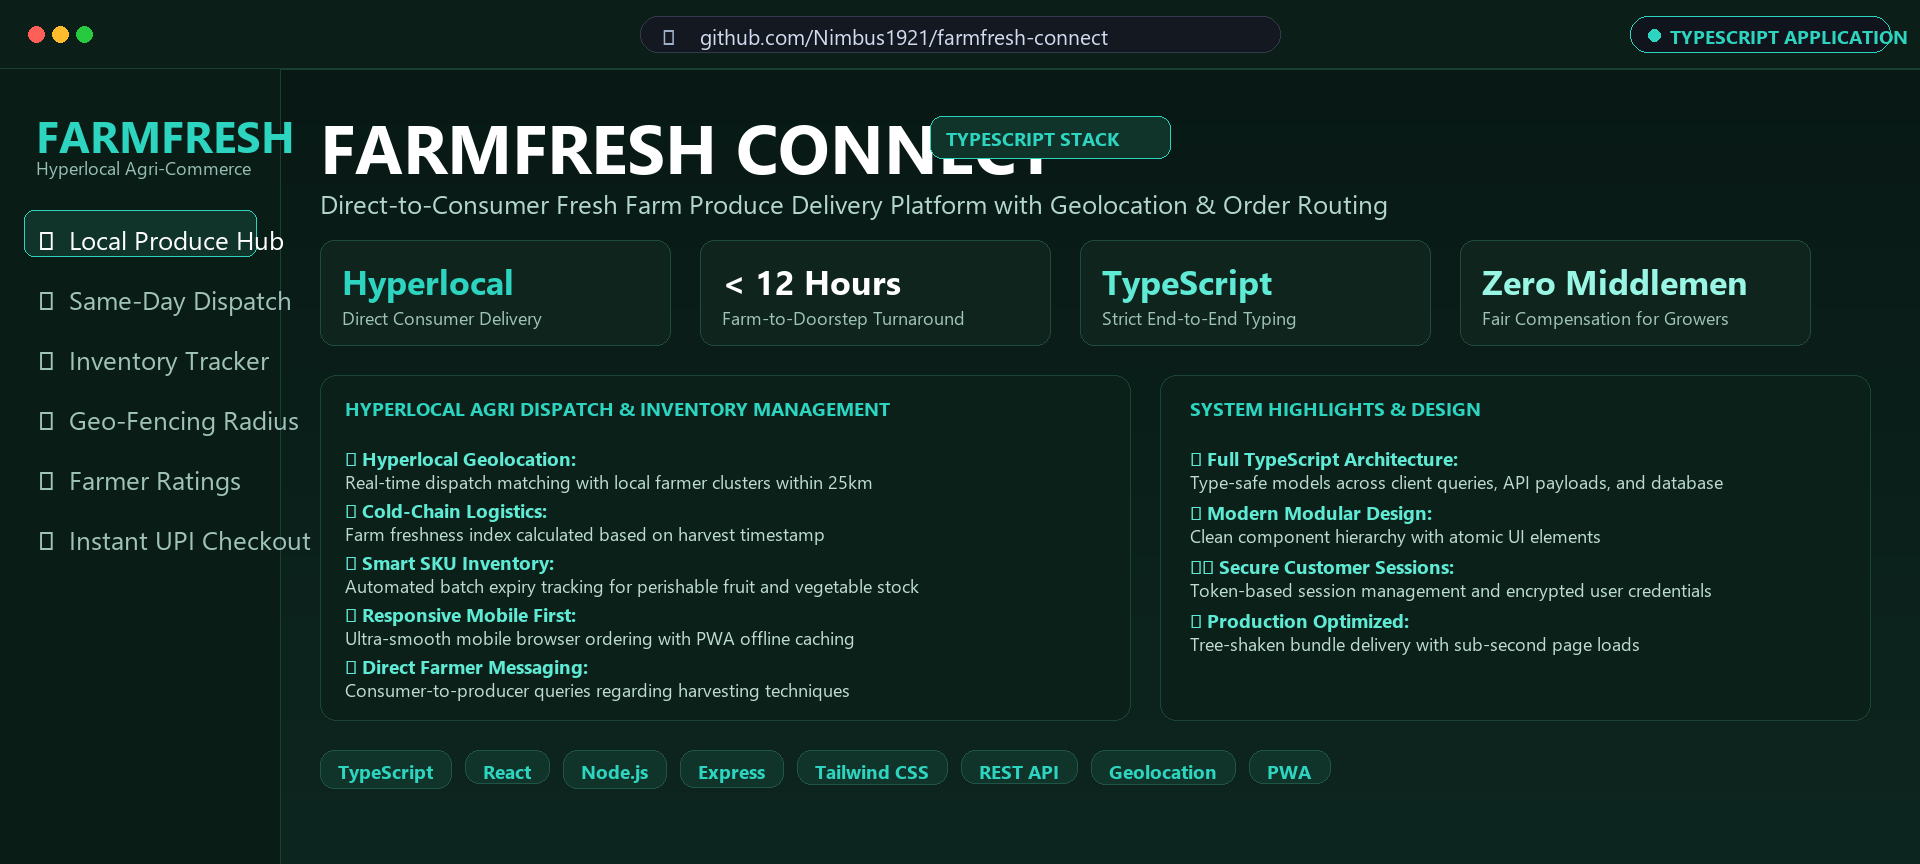 github.com/Nimbus1921/farmfresh-connect
TYPESCRIPT APPLICATION
FARMFRESH
Hyperlocal Agri-Commerce
Local Produce Hub
Same-Day Dispatch
Inventory Tracker
Geo-Fencing Radius
Farmer Ratings
Instant UPI Checkout
FARMFRESH CONNECT
TYPESCRIPT STACK
Direct-to-Consumer Fresh Farm Produce Delivery Platform with Geolocation & Order Routing
Hyperlocal
Direct Consumer Delivery
< 12 Hours
Farm-to-Doorstep Turnaround
TypeScript
Strict End-to-End Typing
Zero Middlemen
Fair Compensation for Growers
HYPERLOCAL AGRI DISPATCH & INVENTORY MANAGEMENT
Hyperlocal Geolocation:
Real-time dispatch matching with local farmer clusters within 25km
Cold-Chain Logistics:
Farm freshness index calculated based on harvest timestamp
Smart SKU Inventory:
Automated batch expiry tracking for perishable fruit and vegetable stock
Responsive Mobile First:
Ultra-smooth mobile browser ordering with PWA offline caching
Direct Farmer Messaging:
Consumer-to-producer queries regarding harvesting techniques
SYSTEM HIGHLIGHTS & DESIGN
Full TypeScript Architecture:
Type-safe models across client queries, API payloads, and database
Modern Modular Design:
Clean component hierarchy with atomic UI elements
Secure Customer Sessions:
Token-based session management and encrypted user credentials
Production Optimized:
Tree-shaken bundle delivery with sub-second page loads
TypeScript
React
Node.js
Express
Tailwind CSS
REST API
Geolocation
PWA